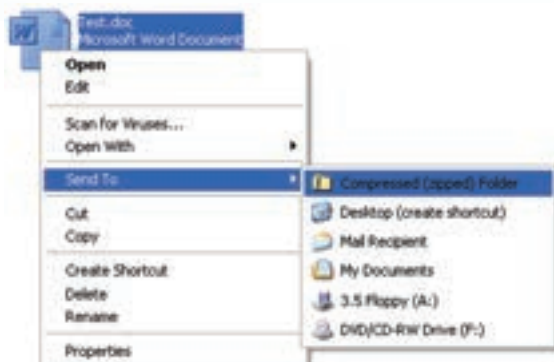 Test.doc
Microsoft Word Document
Open
Edit
Scan for Viruses...
Open With
Send To
Cut
Copy
Create Shortcut
Delete
Rename
Properties
Compressed (zipped) Folder
Desktop (create shortcut)
Mail Recipient
My Documents
3.5 Floppy (A:)
DVD/CD-RW Drive (F:)